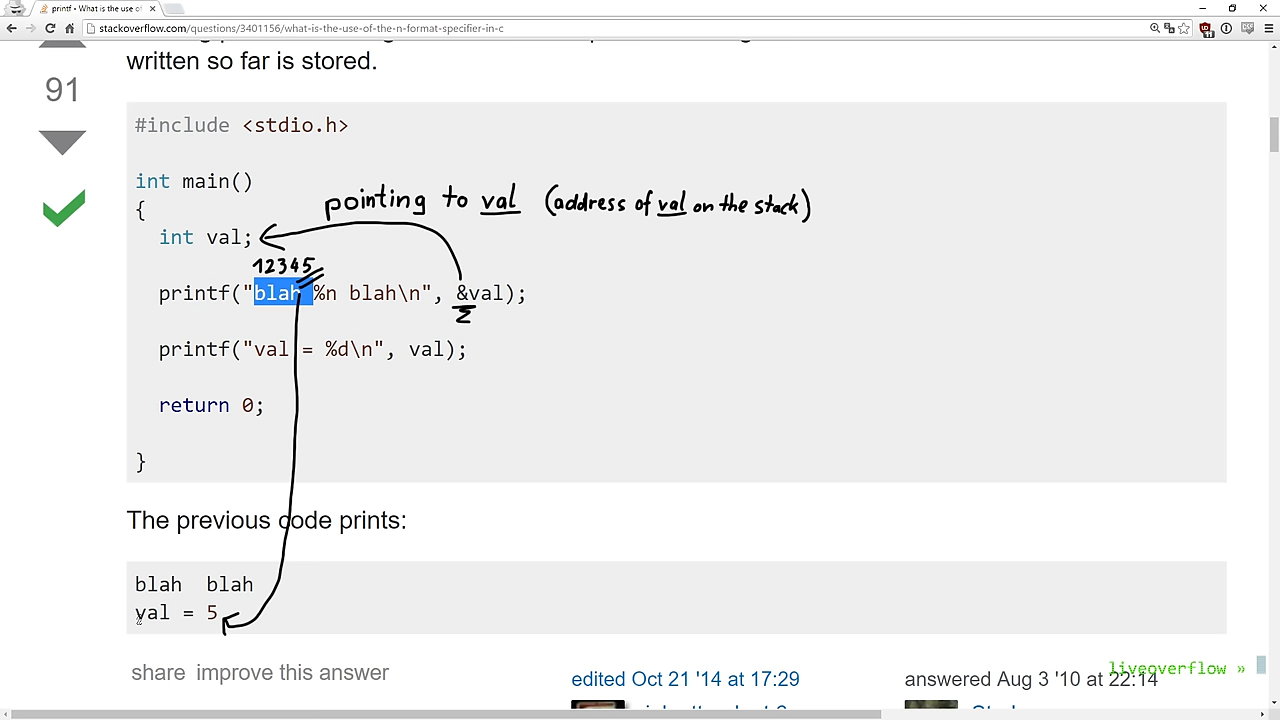 printf - What is the use of
stackoverflow.com/questions/3401156/what-is-the-use-of-the-n-format-specifier-in-c
written so far is stored.
91
#include <stdio.h>
int main()
{
pointing to val (address of val on the stack)
int val;
12345
printf("blah %n blah\n", &val);
printf("val = %d\n", val);
return 0;
}
The previous code prints:
blah  blah
val = 5
share improve this answer
liveoverflow »
edited Oct 21 '14 at 17:29
answered Aug 3 '10 at 22:14